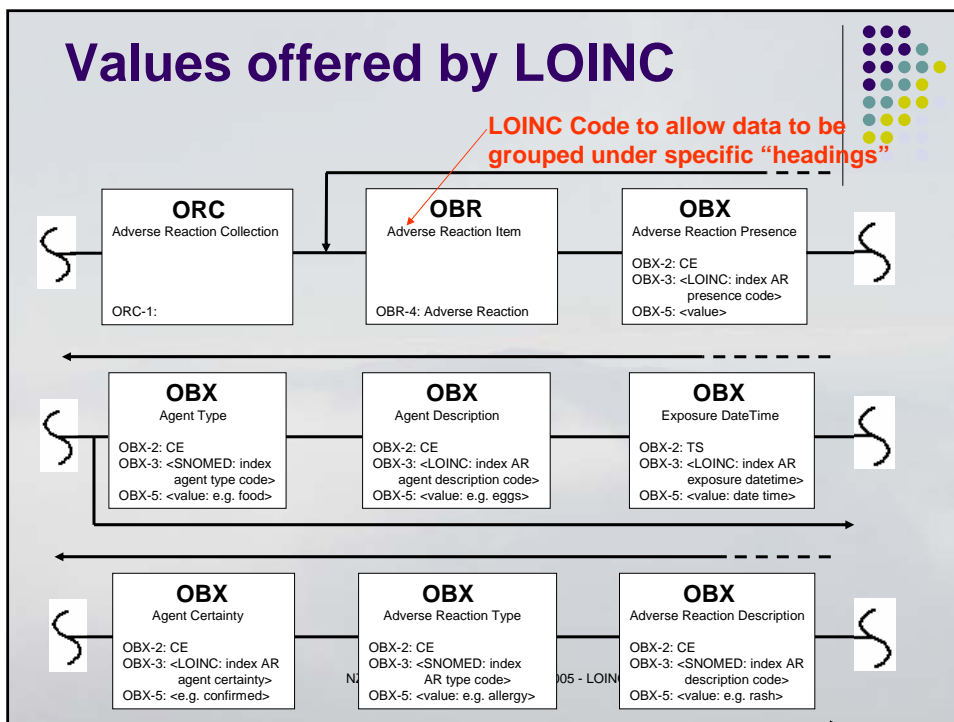 Values offered by LOINC
LOINC Code to allow data to be
grouped under specific “headings”
ORC
Adverse Reaction Collection
ORC-1:
OBR
Adverse Reaction Item
OBR-4: Adverse Reaction
OBX
Adverse Reaction Presence
OBX-2: CE
OBX-3: <LOINC: index AR
presence code>
OBX-5: <value>
OBX
Agent Type
OBX-2: CE
OBX-3: <SNOMED: index
agent type code>
OBX-5: <value: e.g. food>
OBX
Agent Description
OBX-2: CE
OBX-3: <LOINC: index AR
agent description code>
OBX-5: <value: e.g. eggs>
OBX
Exposure DateTime
OBX-2: TS
OBX-3: <LOINC: index AR
exposure datetime>
OBX-5: <value: date time>
OBX
Agent Certainty
OBX-2: CE
OBX-3: <LOINC: index AR
agent certainty>
OBX-5: <e.g. confirmed>
OBX
Adverse Reaction Type
OBX-2: CE
OBX-3: <SNOMED: index
AR type code>
OBX-5: <value: e.g. allergy>
OBX
Adverse Reaction Description
OBX-2: CE
OBX-3: <SNOMED: index AR
description code>
OBX-5: <value: e.g. rash>